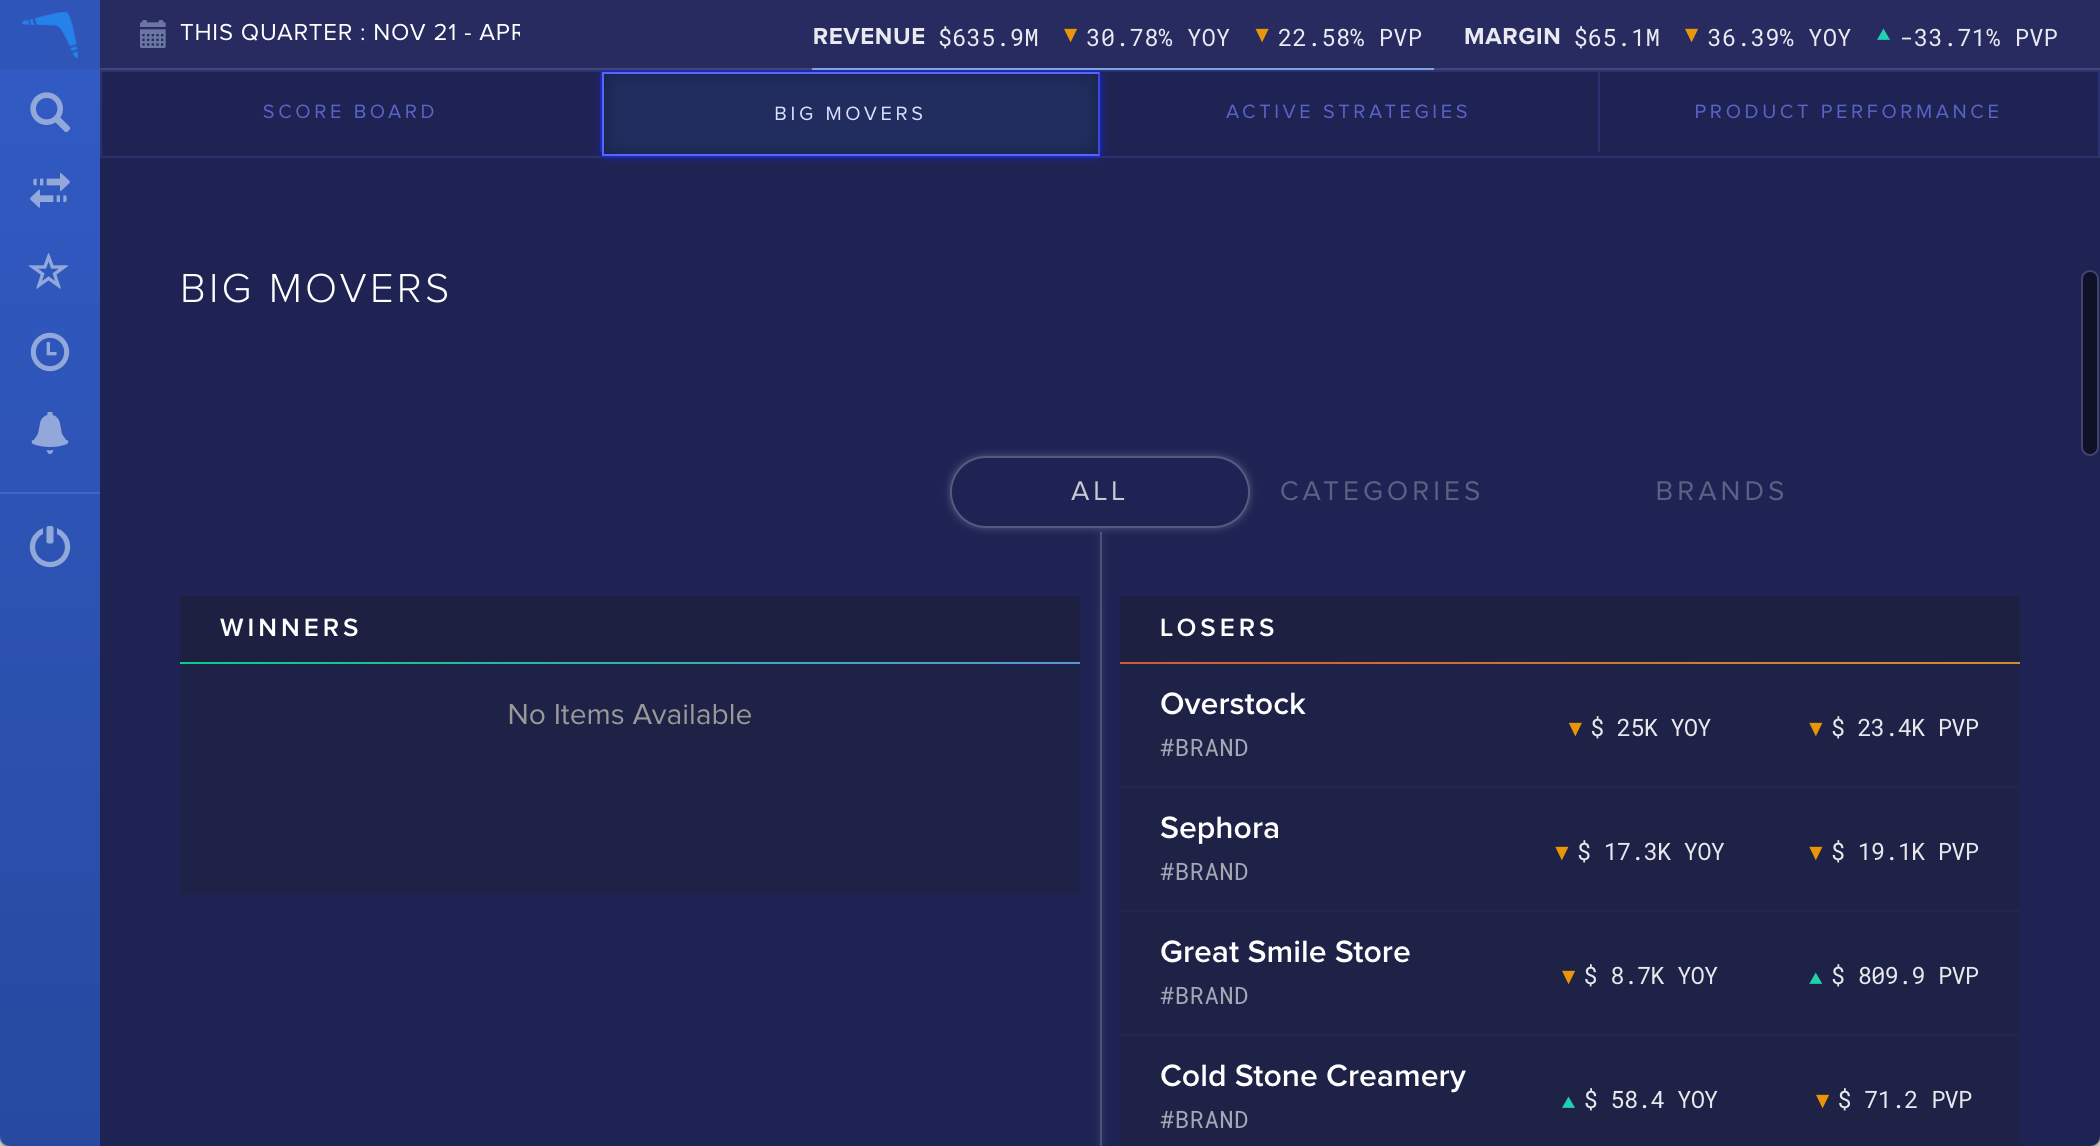 THIS QUARTER : NOV 21 - APR
REVENUE $635.9M ▼ 30.78% YOY ▼ 22.58% PVP MARGIN $65.1M ▼ 36.39% YOY ▲ -33.71% PVP
SCORE BOARD
BIG MOVERS
ACTIVE STRATEGIES
PRODUCT PERFORMANCE
BIG MOVERS
ALL CATEGORIES BRANDS
WINNERS
No Items Available
LOSERS
Overstock
#BRAND
▼ $ 25K YOY ▼ $ 23.4K PVP
Sephora
#BRAND
▼ $ 17.3K YOY ▼ $ 19.1K PVP
Great Smile Store
#BRAND
▼ $ 8.7K YOY ▲ $ 809.9 PVP
Cold Stone Creamery
#BRAND
▲ $ 58.4 YOY ▼ $ 71.2 PVP